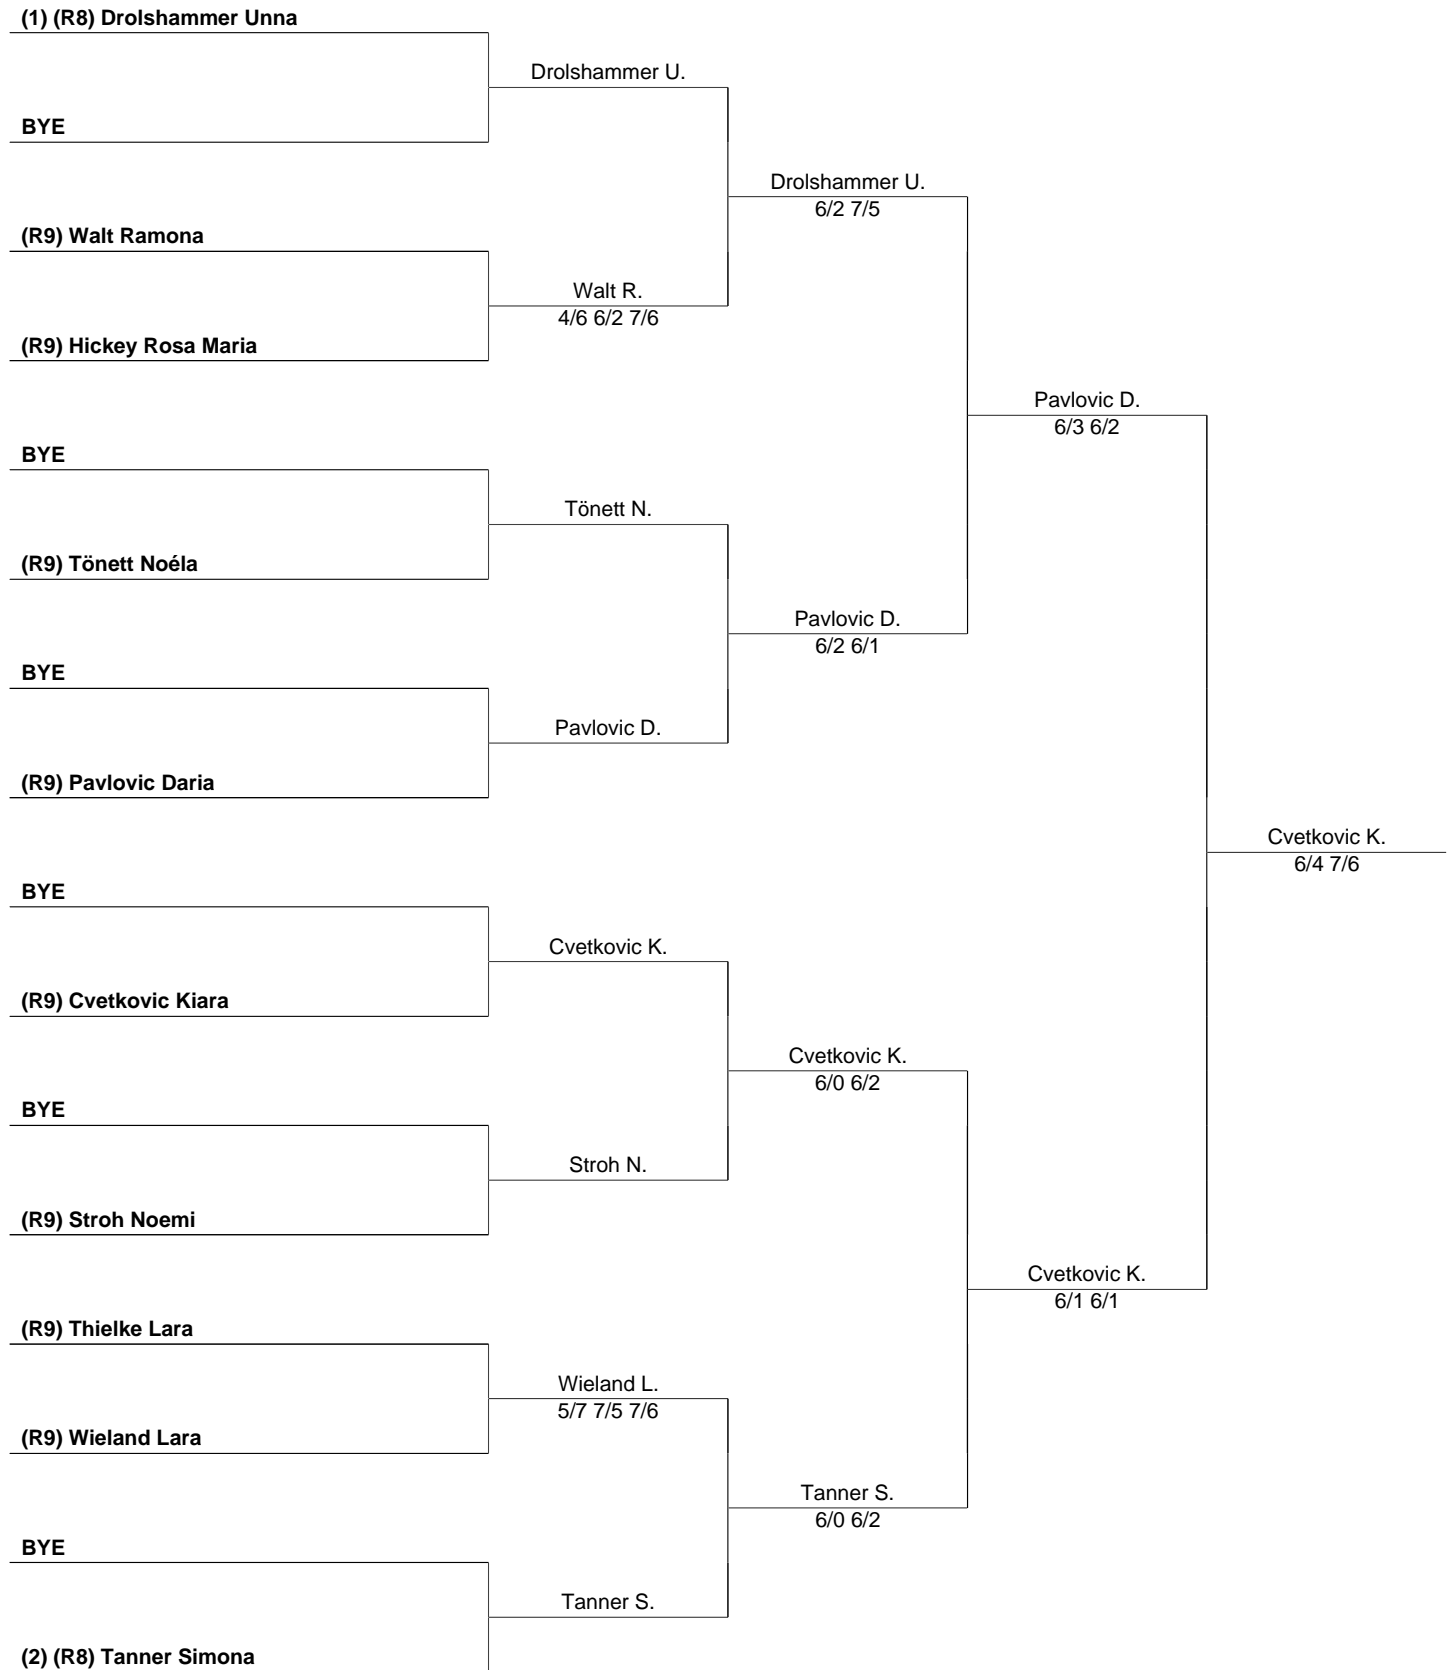 (1) (R8) Drolshammer Unna
Drolshammer U.
BYE
Drolshammer U.
6/2 7/5
(R9) Walt Ramona
Walt R.
4/6 6/2 7/6
(R9) Hickey Rosa Maria
Pavlovic D.
6/3 6/2
BYE
Tönett N.
(R9) Tönett Noéla
Pavlovic D.
6/2 6/1
BYE
Pavlovic D.
(R9) Pavlovic Daria
Cvetkovic K.
6/4 7/6
BYE
Cvetkovic K.
(R9) Cvetkovic Kiara
Cvetkovic K.
6/0 6/2
BYE
Stroh N.
(R9) Stroh Noemi
Cvetkovic K.
6/1 6/1
(R9) Thielke Lara
Wieland L.
5/7 7/5 7/6
(R9) Wieland Lara
Tanner S.
6/0 6/2
BYE
Tanner S.
(2) (R8) Tanner Simona